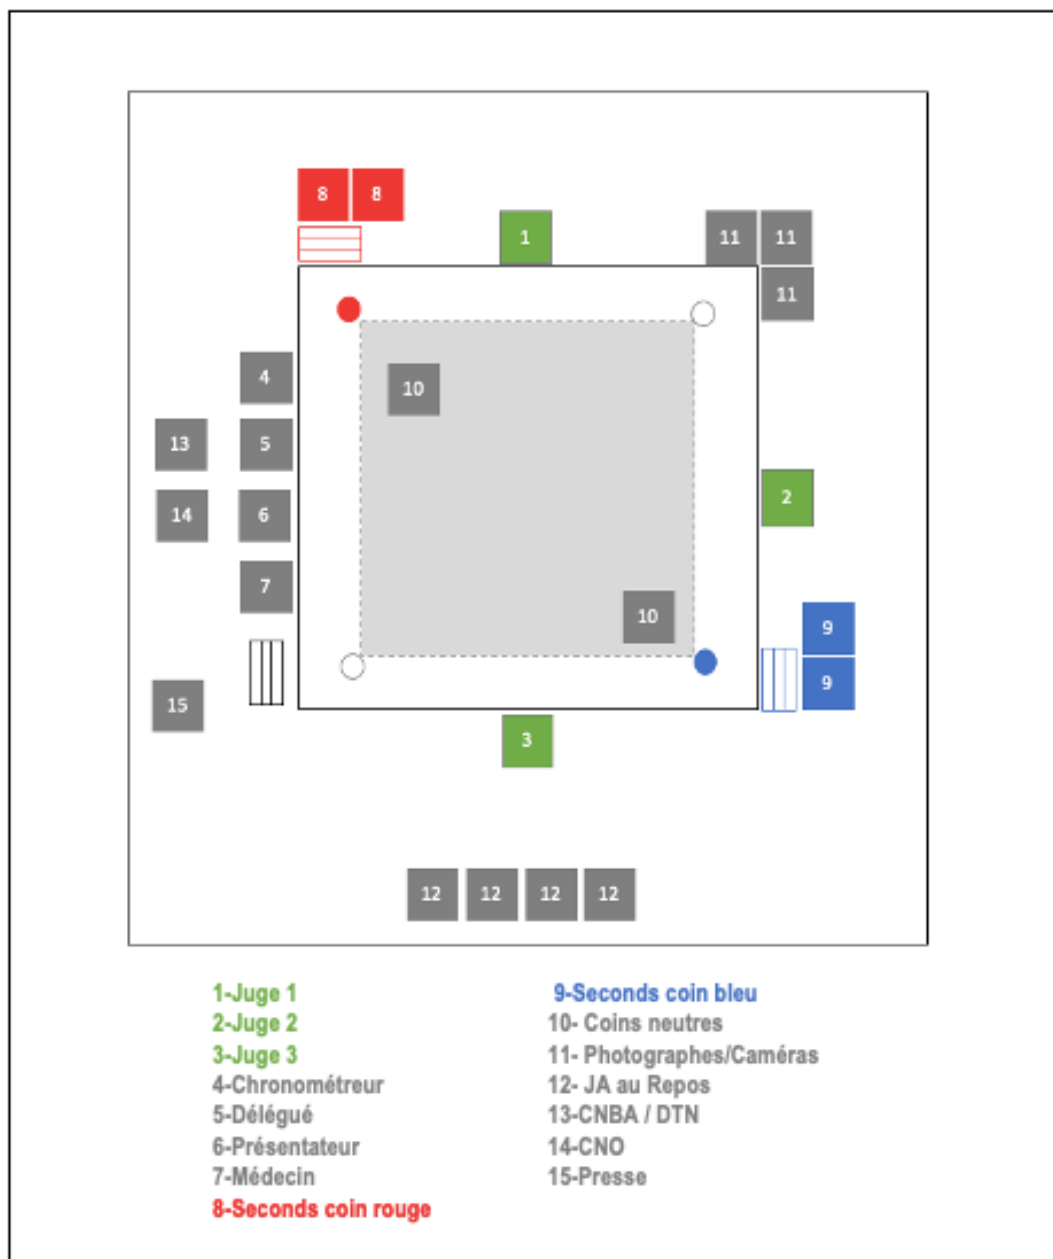 8 8
1
11 11
11
4
10
13 5
2
14 6
7
10
9
9
15
3
12 12 12 12
1-Juge 1
2-Juge 2
3-Juge 3
4-Chronométreur
5-Délégué
6-Présentateur
7-Médecin
8-Seconds coin rouge
9-Seconds coin bleu
10- Coins neutres
11- Photographes/Caméras
12- JA au Repos
13-CNBA / DTN
14-CNO
15-Presse